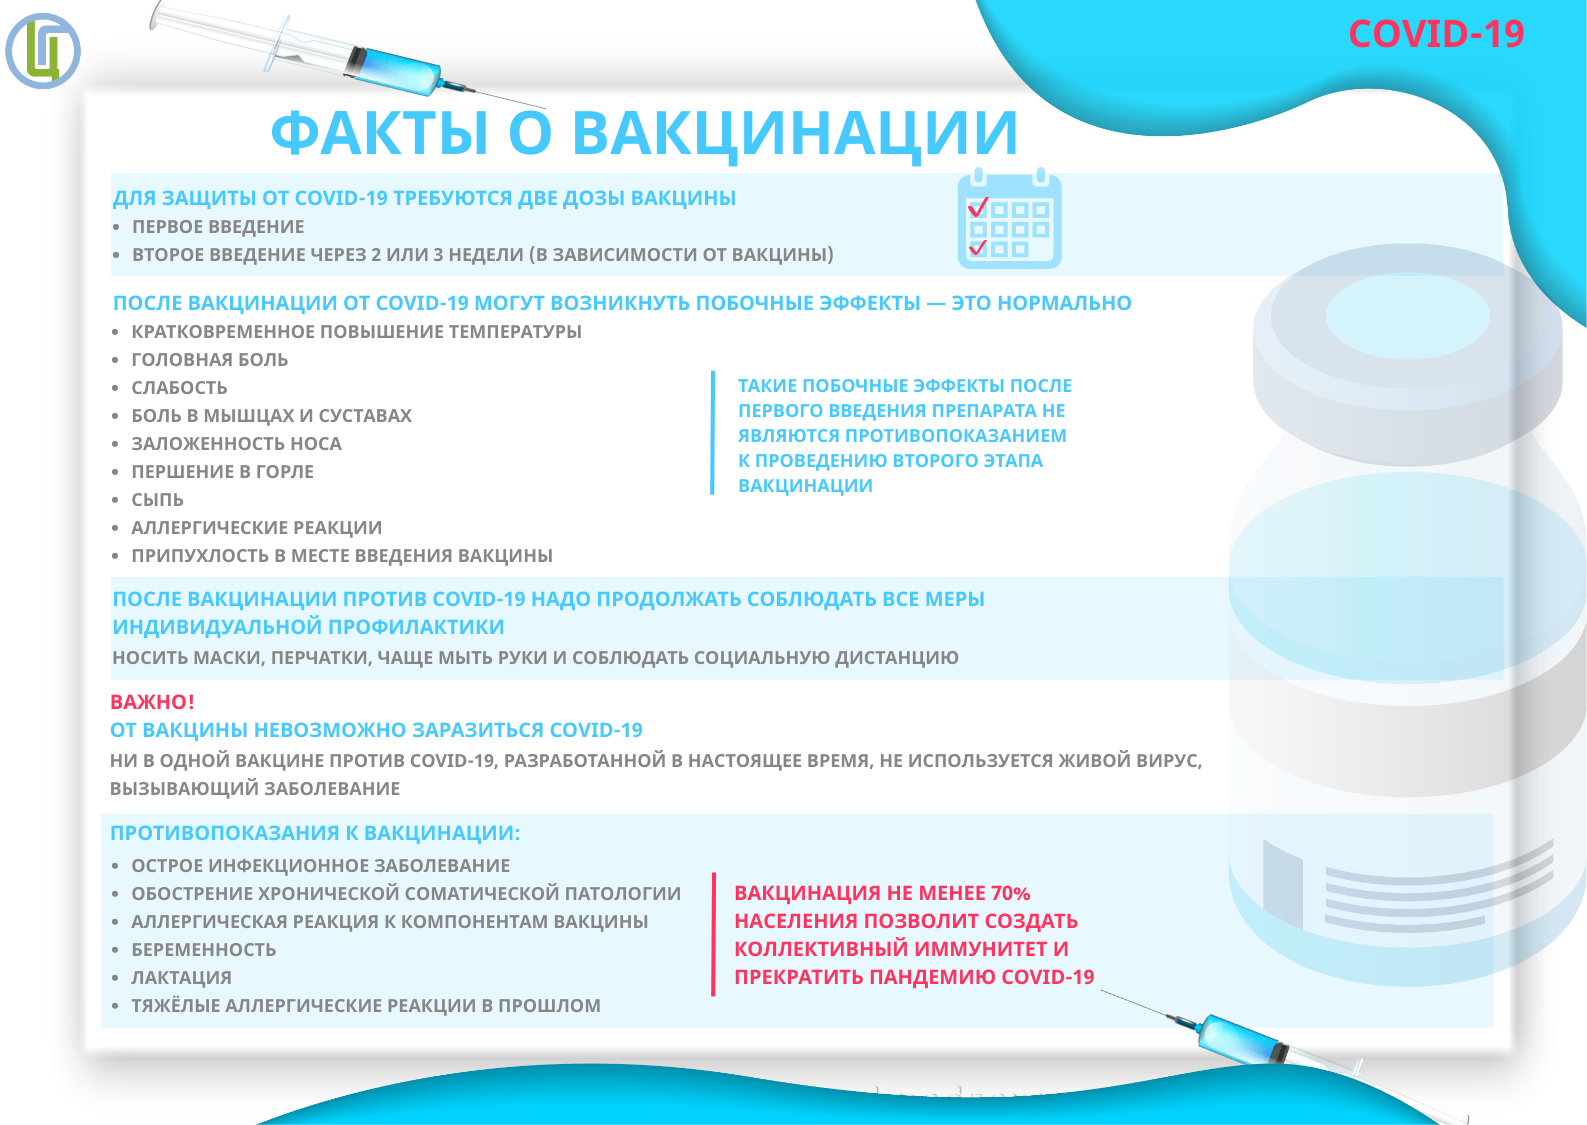 COVID-19
ФАКТЫ О ВАКЦИНАЦИИ
ДЛЯ ЗАЩИТЫ ОТ COVID-19 ТРЕБУЮТСЯ ДВЕ ДОЗЫ ВАКЦИНЫ
• ПЕРВОЕ ВВЕДЕНИЕ
• ВТОРОЕ ВВЕДЕНИЕ ЧЕРЕЗ 2 ИЛИ 3 НЕДЕЛИ (В ЗАВИСИМОСТИ ОТ ВАКЦИНЫ)
ПОСЛЕ ВАКЦИНАЦИИ ОТ COVID-19 МОГУТ ВОЗНИКНУТЬ ПОБОЧНЫЕ ЭФФЕКТЫ — ЭТО НОРМАЛЬНО
• КРАТКОВРЕМЕННОЕ ПОВЫШЕНИЕ ТЕМПЕРАТУРЫ
• ГОЛОВНАЯ БОЛЬ
• СЛАБОСТЬ
• БОЛЬ В МЫШЦАХ И СУСТАВАХ
• ЗАЛОЖЕННОСТЬ НОСА
• ПЕРШЕНИЕ В ГОРЛЕ
• СЫПЬ
• АЛЛЕРГИЧЕСКИЕ РЕАКЦИИ
• ПРИПУХЛОСТЬ В МЕСТЕ ВВЕДЕНИЯ ВАКЦИНЫ
ТАКИЕ ПОБОЧНЫЕ ЭФФЕКТЫ ПОСЛЕ
ПЕРВОГО ВВЕДЕНИЯ ПРЕПАРАТА НЕ
ЯВЛЯЮТСЯ ПРОТИВОПОКАЗАНИЕМ
К ПРОВЕДЕНИЮ ВТОРОГО ЭТАПА
ВАКЦИНАЦИИ
ПОСЛЕ ВАКЦИНАЦИИ ПРОТИВ COVID-19 НАДО ПРОДОЛЖАТЬ СОБЛЮДАТЬ ВСЕ МЕРЫ
ИНДИВИДУАЛЬНОЙ ПРОФИЛАКТИКИ
НОСИТЬ МАСКИ, ПЕРЧАТКИ, ЧАЩЕ МЫТЬ РУКИ И СОБЛЮДАТЬ СОЦИАЛЬНУЮ ДИСТАНЦИЮ
ВАЖНО!
ОТ ВАКЦИНЫ НЕВОЗМОЖНО ЗАРАЗИТЬСЯ COVID-19
НИ В ОДНОЙ ВАКЦИНЕ ПРОТИВ COVID-19, РАЗРАБОТАННОЙ В НАСТОЯЩЕЕ ВРЕМЯ, НЕ ИСПОЛЬЗУЕТСЯ ЖИВОЙ ВИРУС,
ВЫЗЫВАЮЩИЙ ЗАБОЛЕВАНИЕ
ПРОТИВОПОКАЗАНИЯ К ВАКЦИНАЦИИ:
• ОСТРОЕ ИНФЕКЦИОННОЕ ЗАБОЛЕВАНИЕ
• ОБОСТРЕНИЕ ХРОНИЧЕСКОЙ СОМАТИЧЕСКОЙ ПАТОЛОГИИ
• АЛЛЕРГИЧЕСКАЯ РЕАКЦИЯ К КОМПОНЕНТАМ ВАКЦИНЫ
• БЕРЕМЕННОСТЬ
• ЛАКТАЦИЯ
• ТЯЖЁЛЫЕ АЛЛЕРГИЧЕСКИЕ РЕАКЦИИ В ПРОШЛОМ
ВАКЦИНАЦИЯ НЕ МЕНЕЕ 70%
НАСЕЛЕНИЯ ПОЗВОЛИТ СОЗДАТЬ
КОЛЛЕКТИВНЫЙ ИММУНИТЕТ И
ПРЕКРАТИТЬ ПАНДЕМИЮ COVID-19